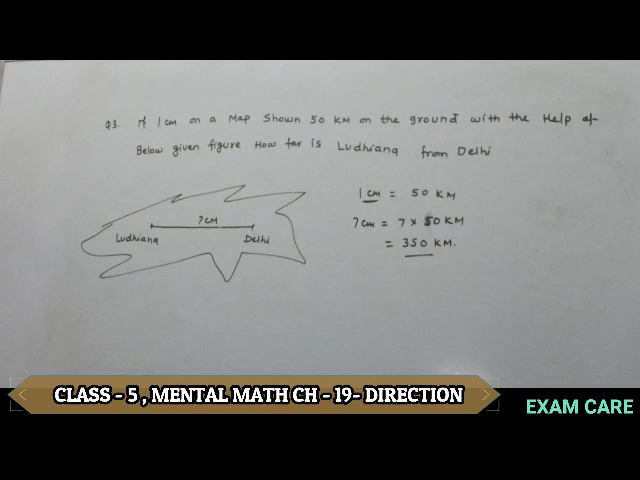 Q3. If 1cm on a Map Shown 50 KM on the ground with the Help of
Below given figure How far is Ludhiana from Delhi
1 cm = 50 KM
7cm = 7 × 50 KM
= 350 KM.
7CM
Ludhiana Delhi
CLASS - 5 , MENTAL MATH CH - 19- DIRECTION
EXAM CARE